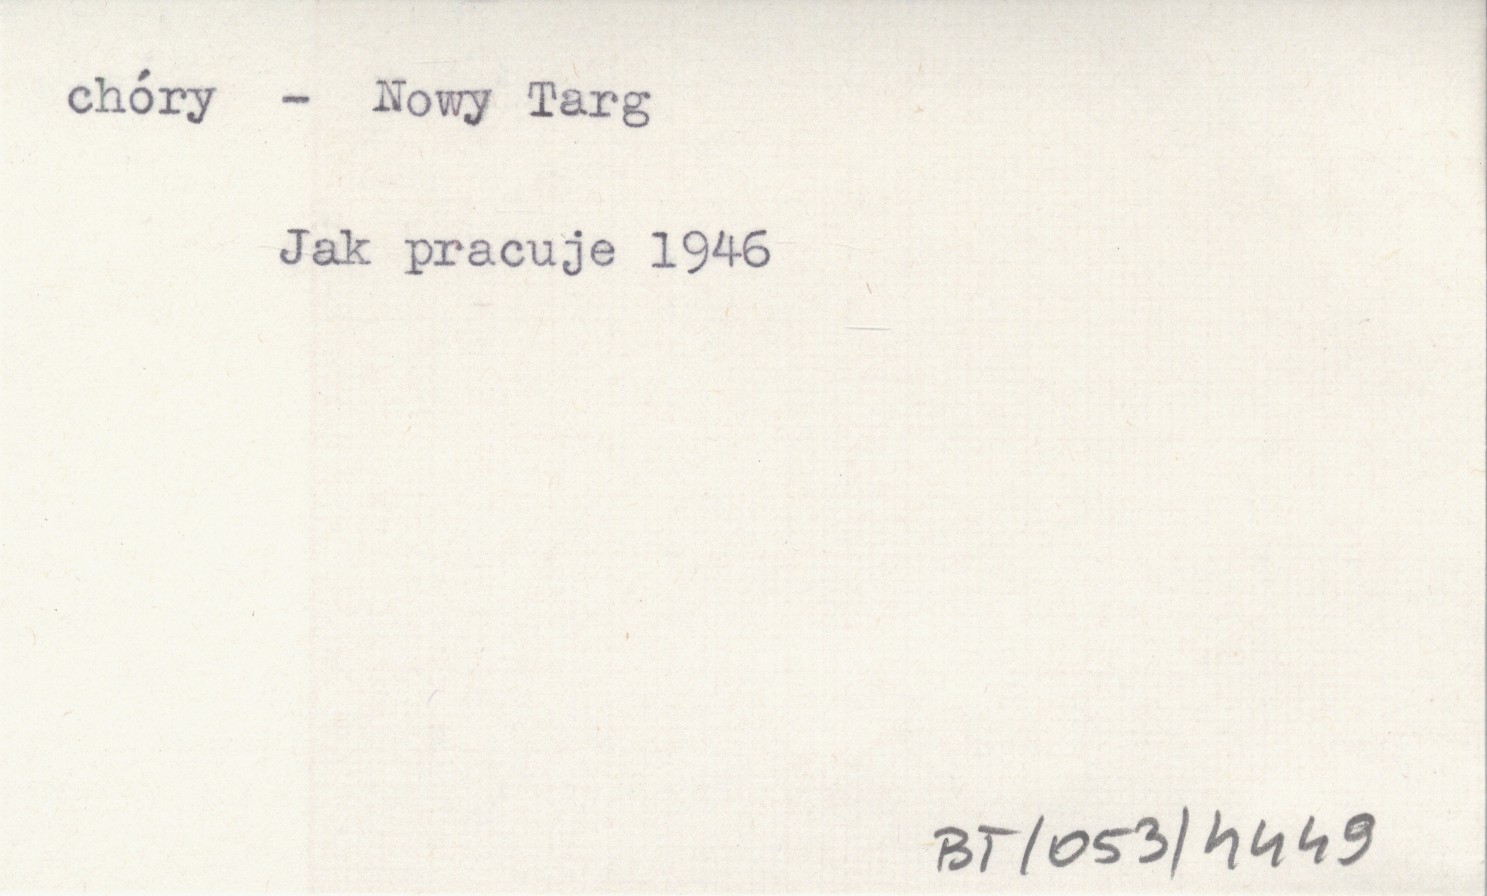 chóry - Nowy Targ
Jak pracuje 1946
BT/053/4449